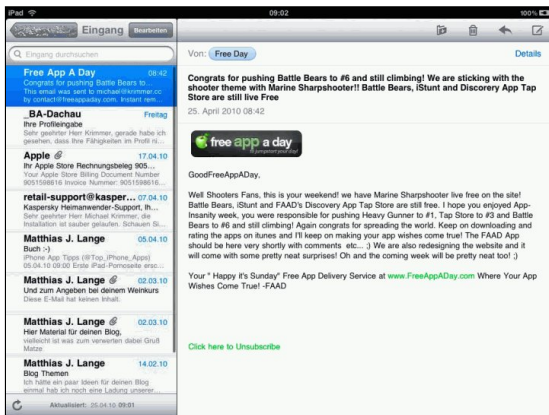 iPad
09:02
100%
Eingang
Bearbeiten
Eingang durchsuchen
Free App A Day 08:42
Congrats for pushing Battle Bears to...
This email was sent to michael@krimmer.cc
by contact@freeappaday.com. Instant rem...
_BA-Dachau Freitag
Ihre Profileingabe
Sehr geehrter Herr Krimmer, gerade habe ich
gesehen, dass Ihre Fähigkeiten im Profil ni...
Apple 17.04.10
Ihr Apple Store Rechnungsbeleg 905...
Your Apple Store Billing Document Number
9051598616 Invoice Number: 9051598616...
retail-support@kasper... 07.04.10
Kaspersky Heimanwender-Support, Ih...
Sehr geehrter Herr Michael Krimmer, die
Installation ist sauber gelaufen. Schauen Si...
Matthias J. Lange 05.04.10
Buch :-)
iPhone App Tipps (@Top_iPhone_Apps)
05.04.10 09:00 Erste iPad-Pornoseite ersc...
Matthias J. Lange 02.03.10
Und zum Angeben bei deinem Weinkurs
Diese E-Mail hat keinen Inhalt.
Matthias J. Lange 02.03.10
Hier Material für deinen Blog,
vielleicht ist was zum verwerten dabei Gruß
Matze
Matthias J. Lange 14.02.10
Blog Themen
Ich hätte ein paar Ideen für deinen Blog
einmal hab ich noch eine Ladung unserer...
Aktualisiert: 25.04.10 09:01
Von: Free Day
Details
Congrats for pushing Battle Bears to #6 and still climbing! We are sticking with the
shooter theme with Marine Sharpshooter!! Battle Bears, iStunt and Discorery App Tap
Store are still live Free
25. April 2010 08:42
free app a day
GoodFreeAppADay,
Well Shooters Fans, this is your weekend! we have Marine Sharpshooter live free on the site!
Battle Bears, iStunt and FAAD's Discovery App Tap Store are still free. I hope you enjoyed App-
Insanity week, you were responsible for pushing Heavy Gunner to #1, Tap Store to #3 and Battle
Bears to #6 and still climbing! Again congrats for spreading the world. Keep on downloading and
rating the apps on itunes and I'll keep on making your app wishes come true! The FAAD App
should be here very shortly with comments etc... ;) We are also redesigning the website and it
will come with some pretty neat surprises! Oh and the coming week will be pretty neat too! ;)
Your " Happy it's Sunday" Free App Delivery Service at www.FreeAppADay.com Where Your App
Wishes Come True! -FAAD
Click here to Unsubscribe